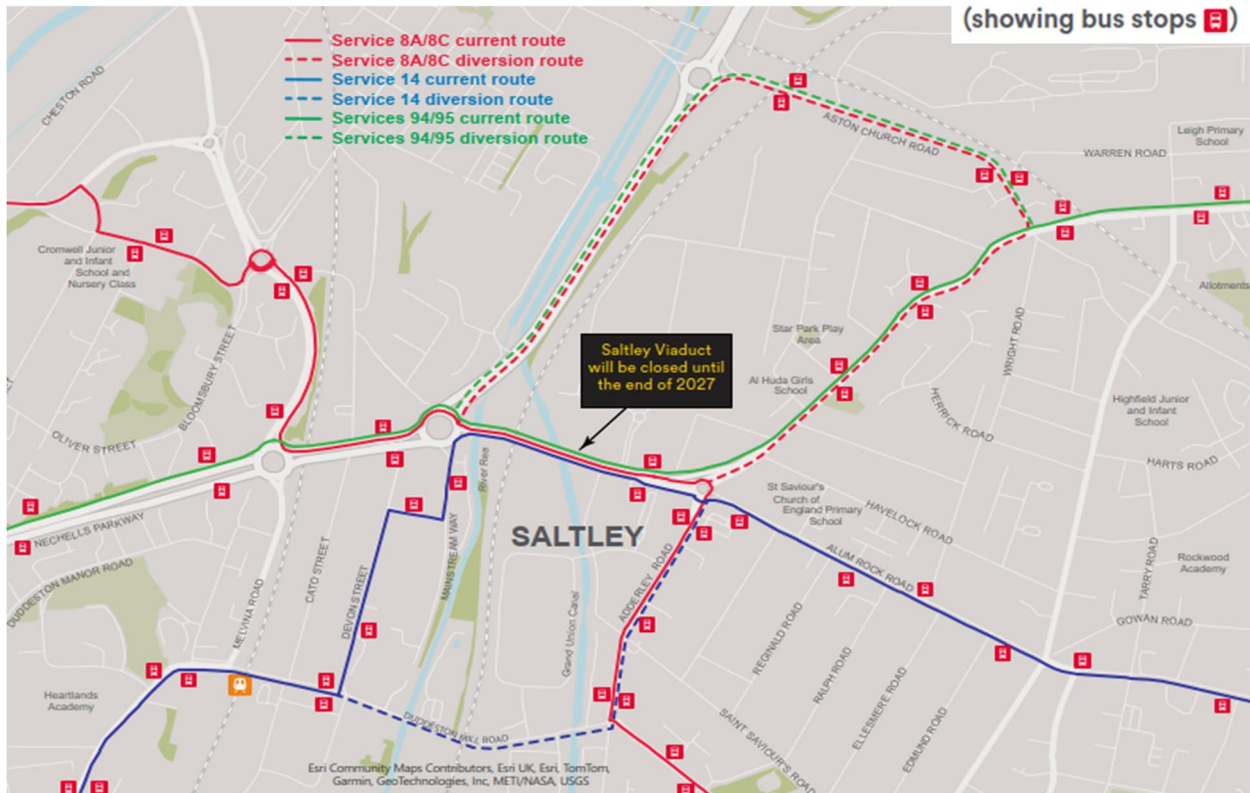 (showing bus stops )
Service 8A/8C current route
Service 8A/8C diversion route
Service 14 current route
Service 14 diversion route
Services 94/95 current route
Services 94/95 diversion route
CHESTON ROAD
ASTON CHURCH ROAD
WARREN ROAD
Leigh Primary
School
Cromwell Junior
and Infant
School and
Nursery Class
Allotments
Star Park Play
Area
Saltley Viaduct
will be closed until
the end of 2027
Al Huda Girls
School
WRIGHT ROAD
HERRICK ROAD
Highfield Junior
and Infant
School
BLOOMSBURY STREET
OLIVER STREET
HARTS ROAD
River Rea
St Saviour's
Church of
England Primary
School
HAVELOCK ROAD
NECHELLS PARKWAY
SALTLEY
MAINSTREAM WAY
ALUM ROCK ROAD
Rockwood
Academy
DUDDESTON MANOR ROAD
CATO STREET
DEVON STREET
ADDERLEY ROAD
TARRY ROAD
GOWAN ROAD
MELVINA ROAD
Grand Union Canal
REGINALD ROAD
RALPH ROAD
ELLESMERE ROAD
EDMUND ROAD
Heartlands
Academy
DUDDESTON MILL ROAD
SAINT SAVIOUR'S ROAD
Esri Community Maps Contributors, Esri UK, Esri, TomTom,
Garmin, GeoTechnologies, Inc, METI/NASA, USGS